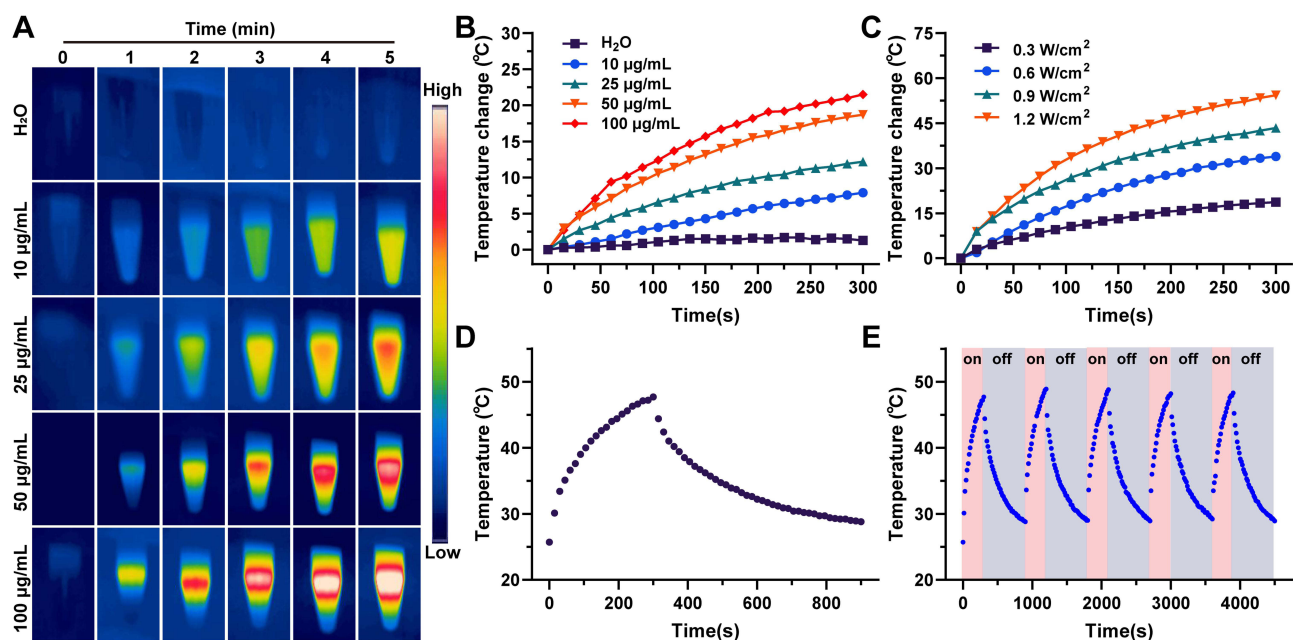 A
Time (min)
0 1 2 3 4 5
H₂O
10 µg/mL
25 µg/mL
50 µg/mL
100 µg/mL
High
Low
B
Temperature change (℃)
30
25
20
15
10
5
0
H₂O
10 µg/mL
25 µg/mL
50 µg/mL
100 µg/mL
0 50 100 150 200 250 300
Time(s)
C
Temperature change (℃)
75
60
45
30
15
0
0.3 W/cm²
0.6 W/cm²
0.9 W/cm²
1.2 W/cm²
0 50 100 150 200 250 300
Time(s)
D
Temperature (℃)
50
40
30
20
0 200 400 600 800
Time(s)
E
Temperature (℃)
on off on off on off on off on off
50
40
30
20
0 1000 2000 3000 4000
Time(s)